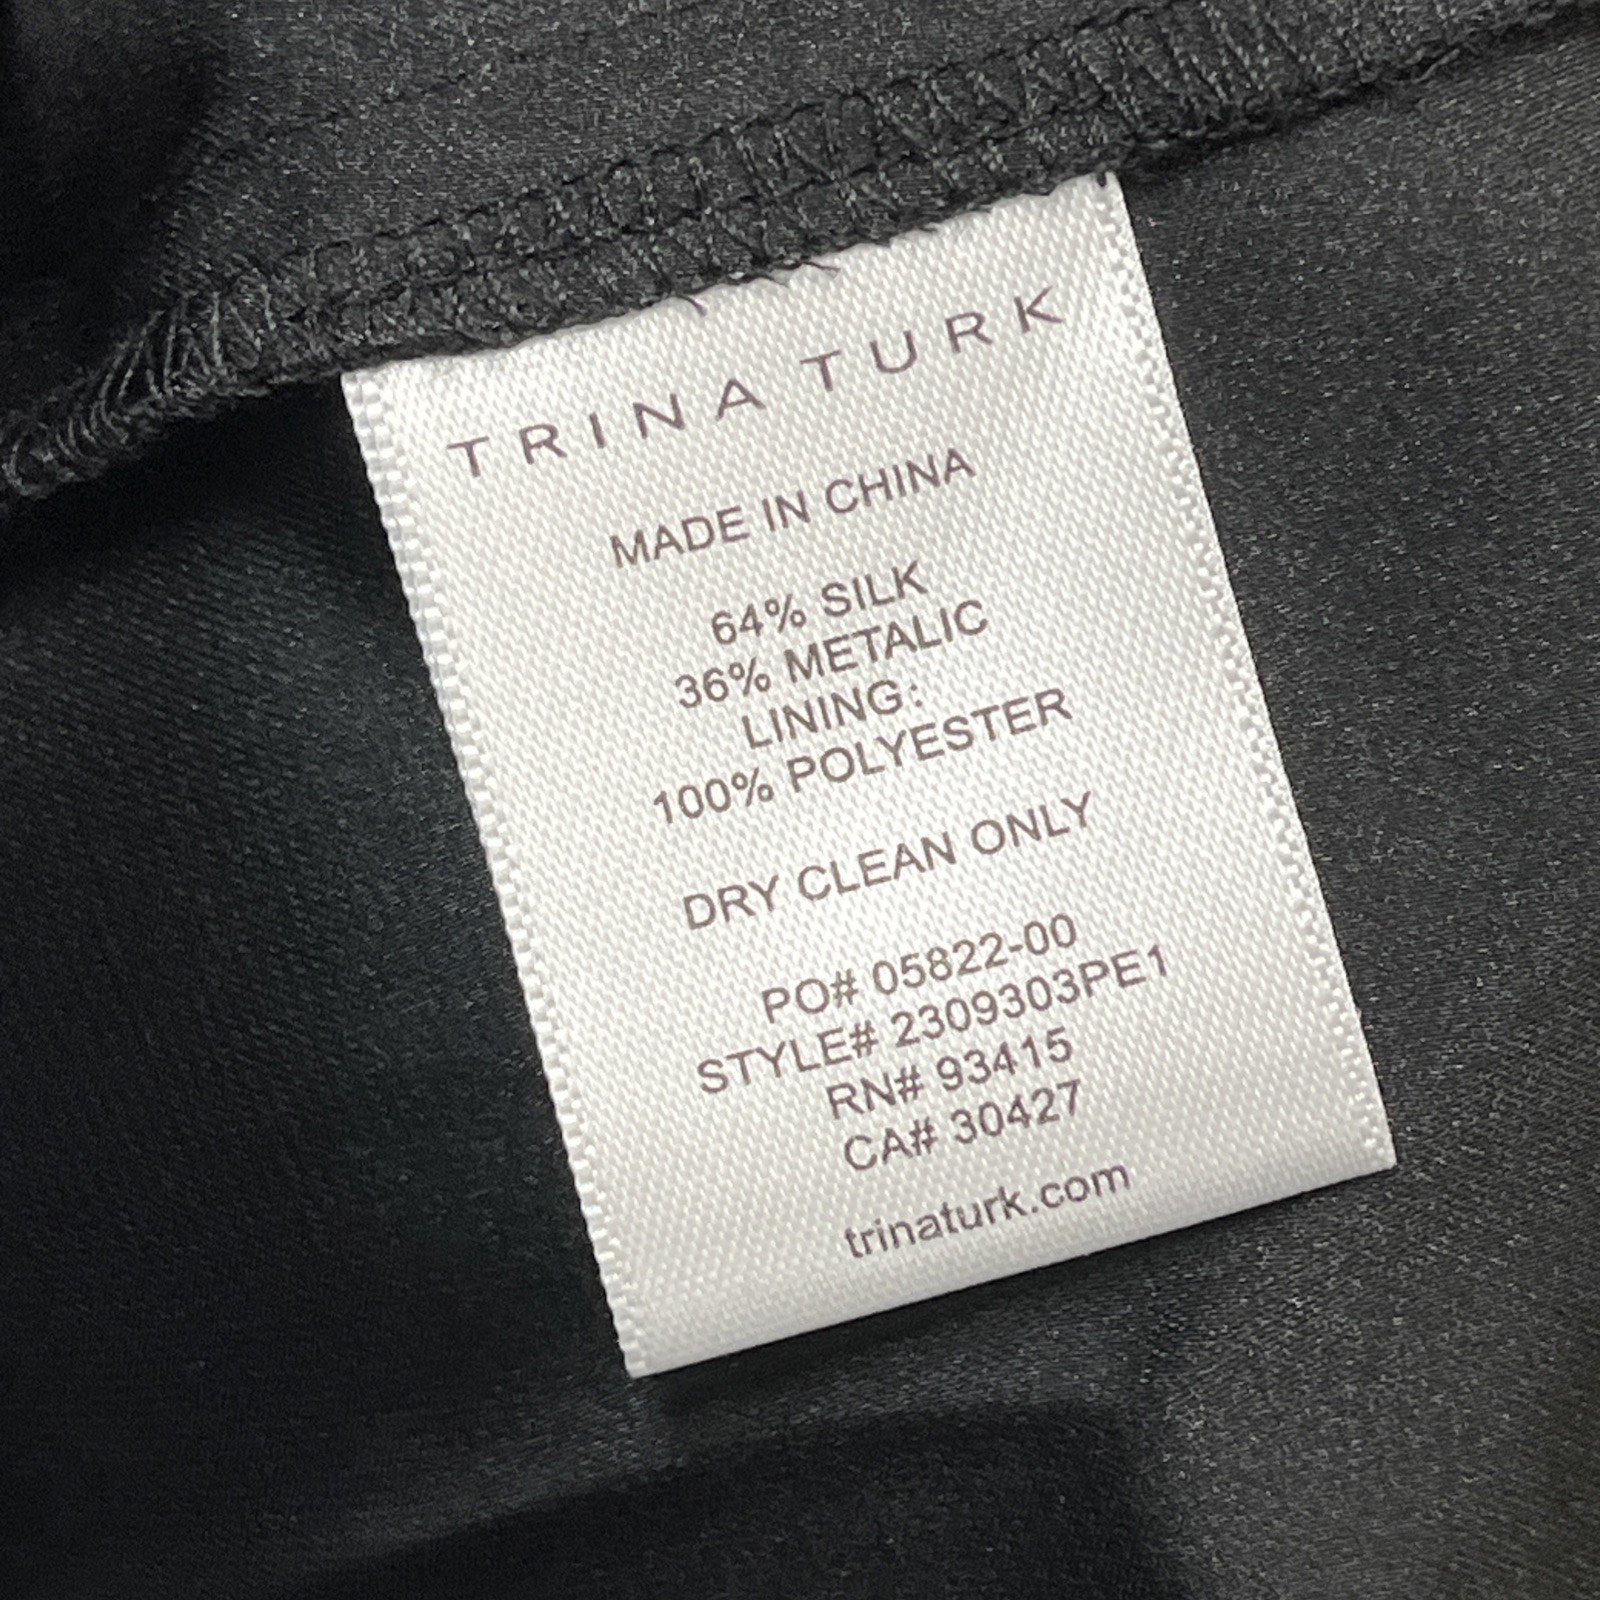 TRINA TURK
MADE IN CHINA
64% SILK
36% METALIC
LINING:
100% POLYESTER
DRY CLEAN ONLY
PO# 05822-00
STYLE# 2309303PE1
RN# 93415
CA# 30427
trinaturk.com